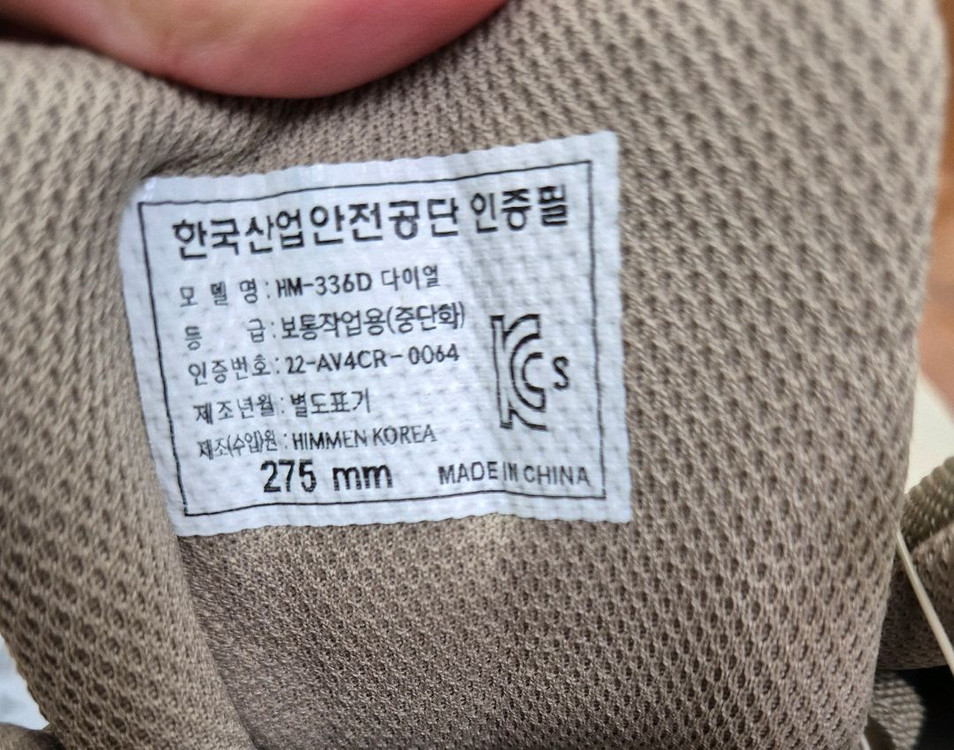 한국산업안전공단 인증필
모 델 명 : HM-336D 다이얼
등 급 : 보통작업용(중단화)
인증번호 : 22-AV4CR-0064
제조년월 : 별도표기
제조(수입)원 : HIMMEN KOREA
275 mm MADE IN CHINA
KCS